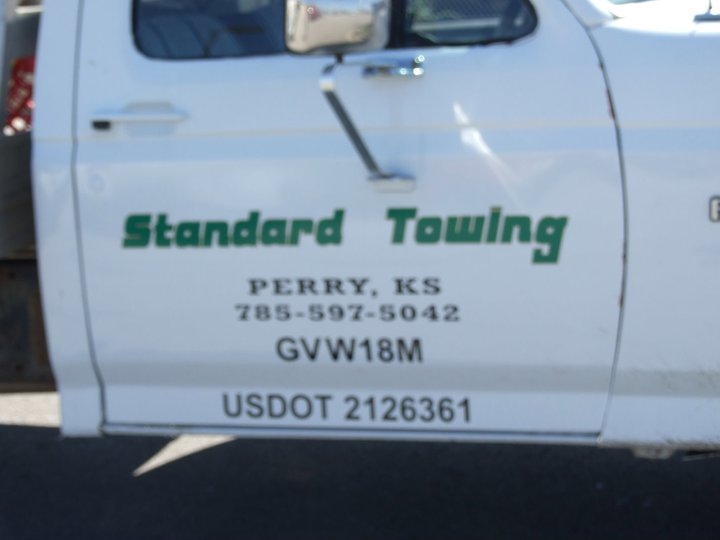 Standard Towing
PERRY, KS
785-597-5042
GVW18M
USDOT 2126361